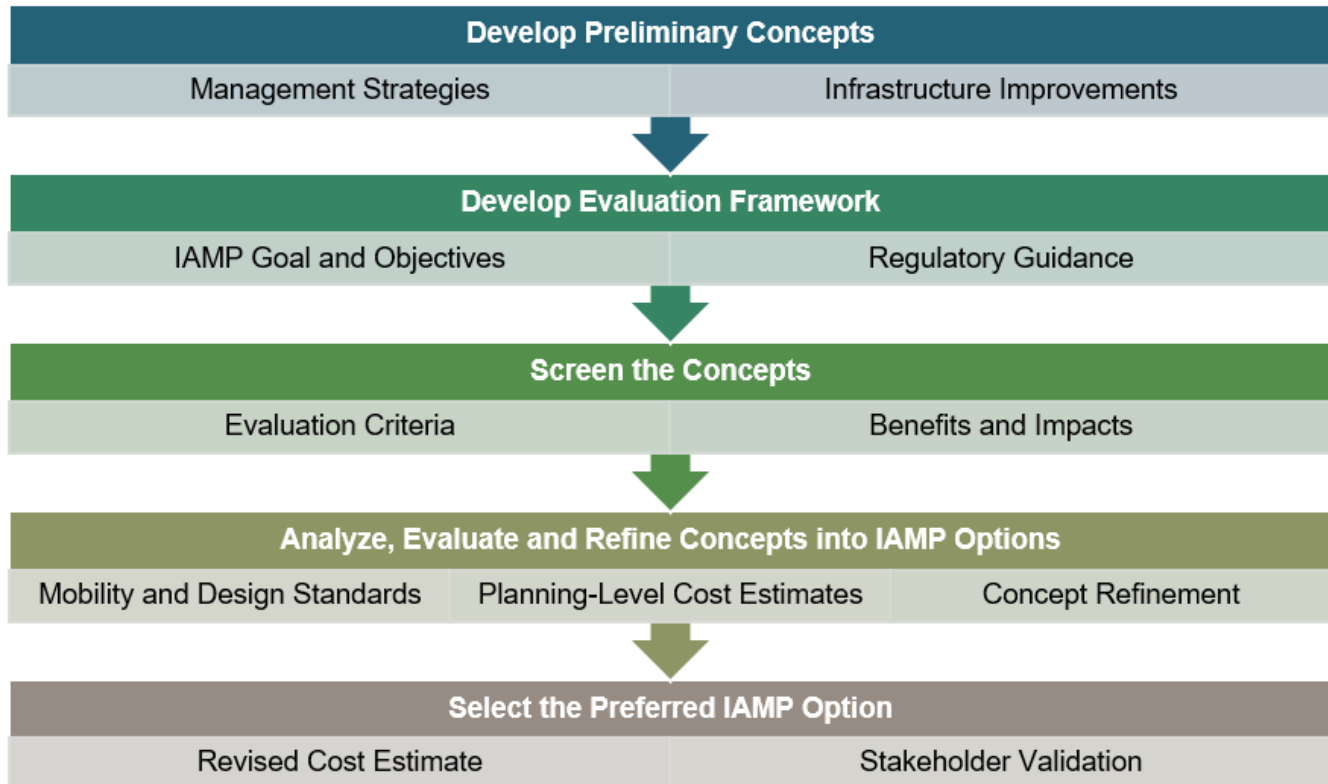 Develop Preliminary Concepts
Management Strategies
Infrastructure Improvements
Develop Evaluation Framework
IAMP Goal and Objectives
Regulatory Guidance
Screen the Concepts
Evaluation Criteria
Benefits and Impacts
Analyze, Evaluate and Refine Concepts into IAMP Options
Mobility and Design Standards
Planning-Level Cost Estimates
Concept Refinement
Select the Preferred IAMP Option
Revised Cost Estimate
Stakeholder Validation